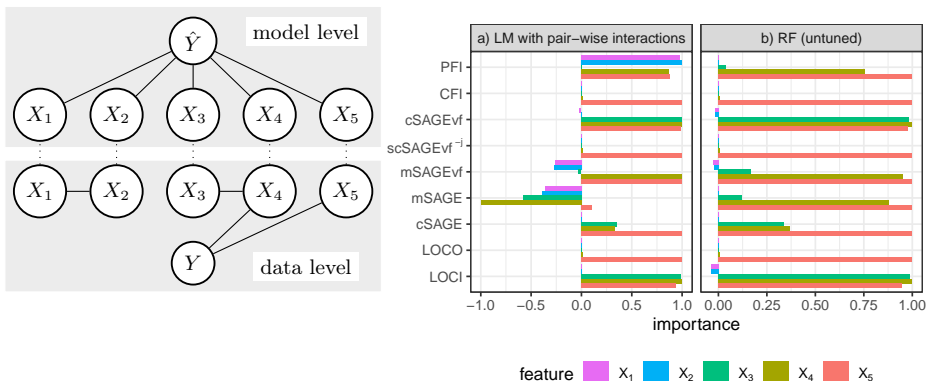 Ŷ
model level
X₁ X₂ X₃ X₄ X₅
X₁ X₂ X₃ X₄ X₅
Y
data level
a) LM with pair−wise interactions
b) RF (untuned)
PFI
CFI
cSAGEvf
scSAGEvf ⁻ʲ
mSAGEvf
mSAGE
cSAGE
LOCO
LOCI
−1.0 −0.5 0.0 0.5 1.0
0.00 0.25 0.50 0.75 1.00
importance
feature X₁ X₂ X₃ X₄ X₅